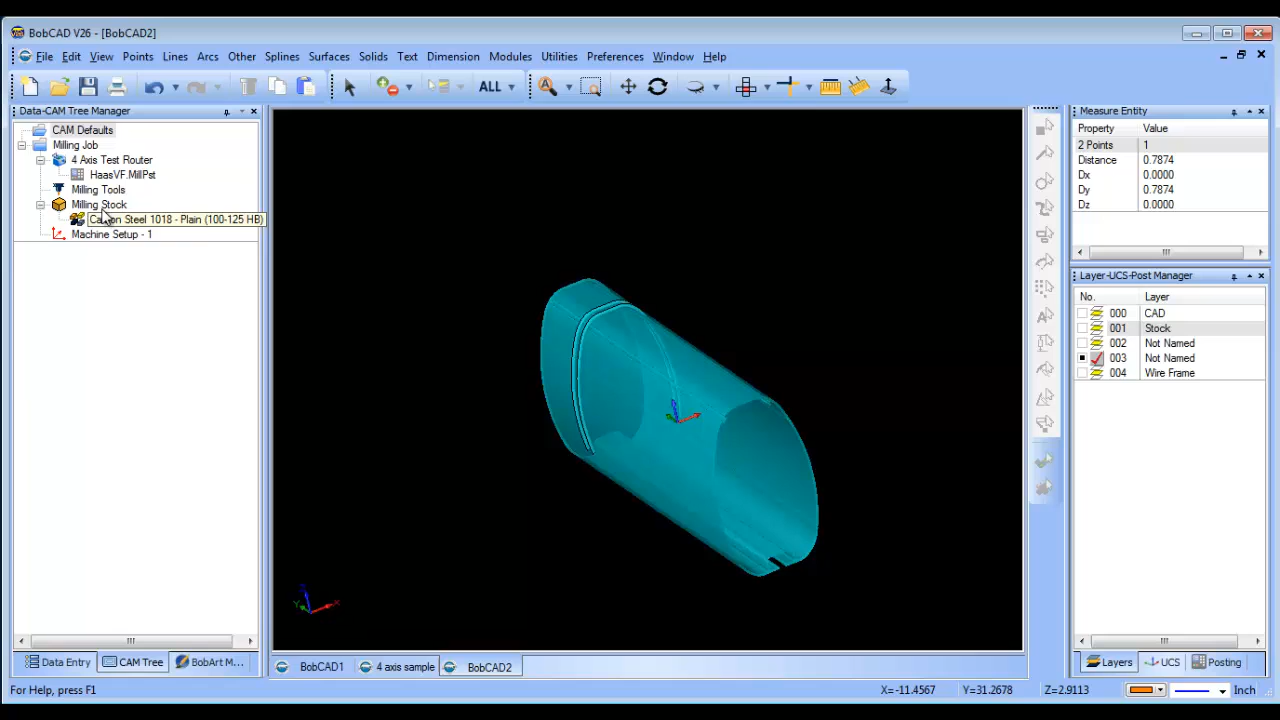 BobCAD V26 - [BobCAD2]
File Edit View Points Lines Arcs Other Splines Surfaces Solids Text Dimension Modules Utilities Preferences Window Help
ALL
Data-CAM Tree Manager
CAM Defaults
Milling Job
4 Axis Test Router
HaasVF.MillPst
Milling Tools
Milling Stock
Carbon Steel 1018 - Plain (100-125 HB)
Machine Setup - 1
Data Entry CAM Tree BobArt M...
X
Y
BobCAD1 4 axis sample BobCAD2
Measure Entity
Property Value
2 Points 1
Distance 0.7874
Dx 0.0000
Dy 0.7874
Dz 0.0000
Layer-UCS-Post Manager
No. Layer
000 CAD
001 Stock
002 Not Named
003 Not Named
004 Wire Frame
Layers UCS Posting
For Help, press F1
X=-11.4567 Y=31.2678 Z=2.9113 Inch